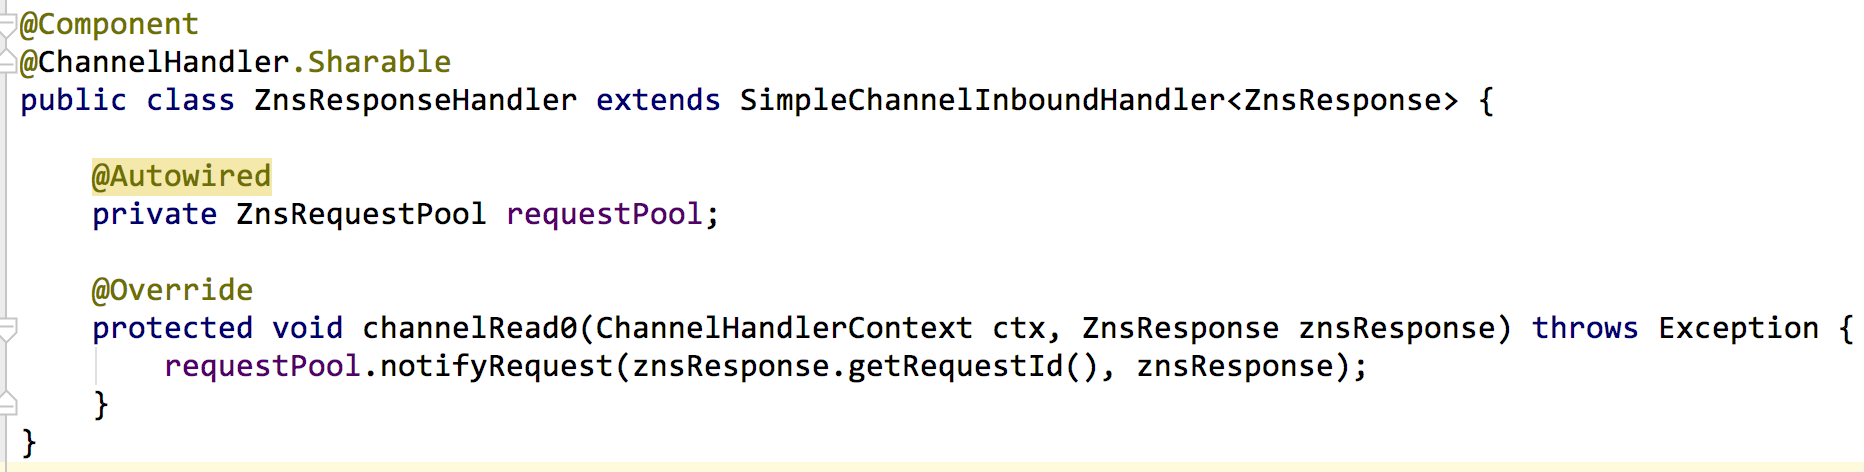 @Component
@ChannelHandler.Sharable
public class ZnsResponseHandler extends SimpleChannelInboundHandler<ZnsResponse> {
@Autowired
private ZnsRequestPool requestPool;
@Override
protected void channelRead0(ChannelHandlerContext ctx, ZnsResponse znsResponse) throws Exception {
requestPool.notifyRequest(znsResponse.getRequestId(), znsResponse);
}
}